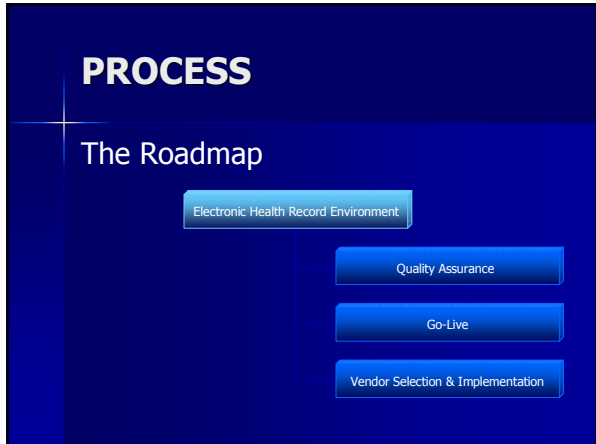 PROCESS
The Roadmap
Electronic Health Record Environment
Quality Assurance
Go-Live
Vendor Selection & Implementation